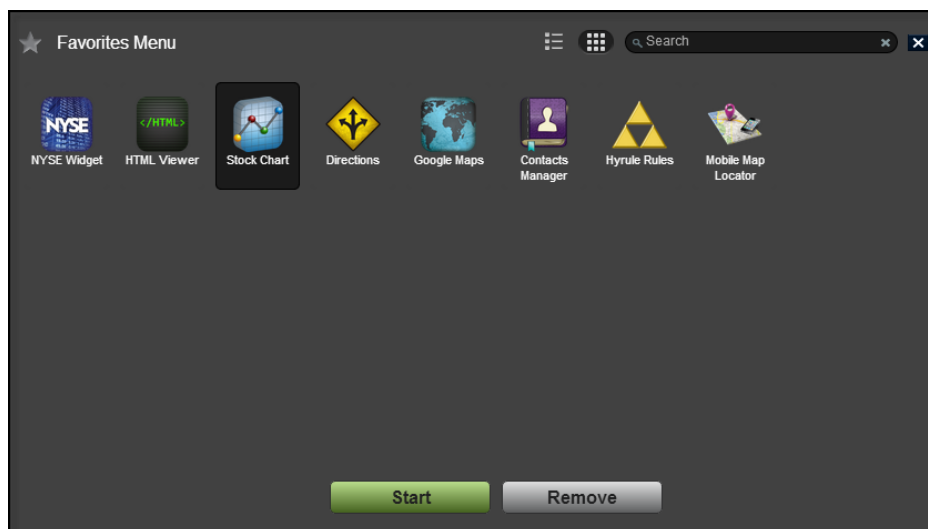 Favorites Menu
Search
NYSE
NYSE Widget
</HTML>
HTML Viewer
Stock Chart
Directions
Google Maps
Contacts
Manager
Hyrule Rules
Mobile Map
Locator
Start
Remove